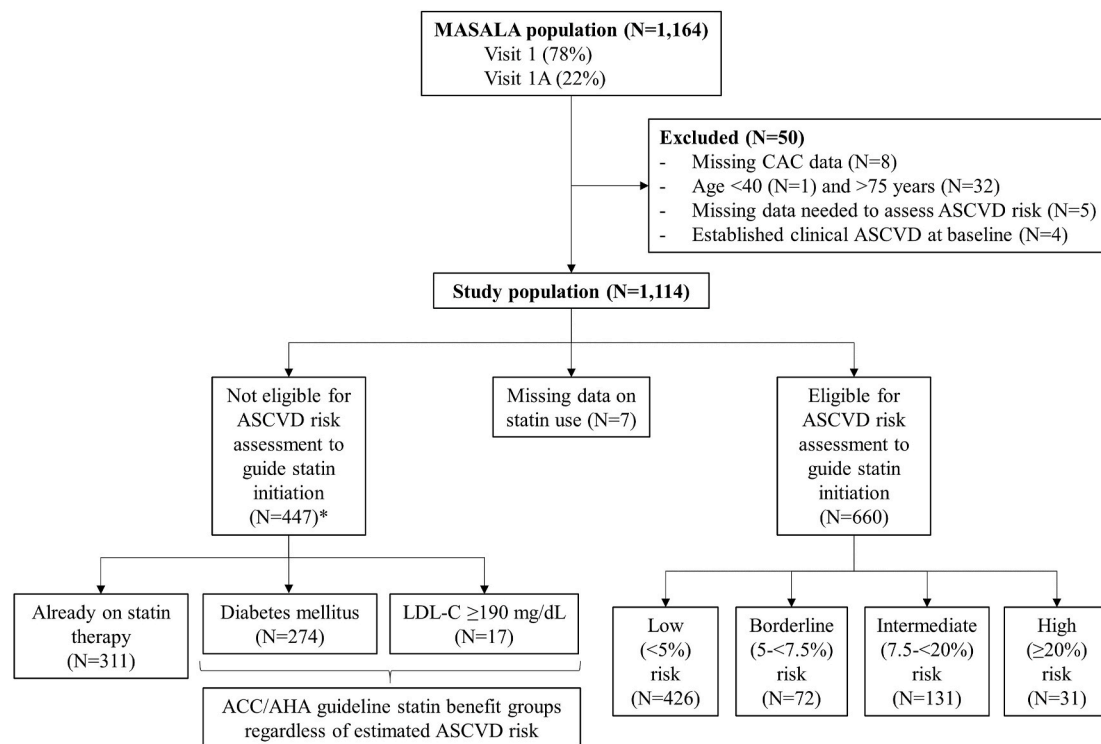 MASALA population (N=1,164)
Visit 1 (78%)
Visit 1A (22%)
Excluded (N=50)
- Missing CAC data (N=8)
- Age <40 (N=1) and >75 years (N=32)
- Missing data needed to assess ASCVD risk (N=5)
- Established clinical ASCVD at baseline (N=4)
Study population (N=1,114)
Not eligible for
ASCVD risk
assessment to
guide statin
initiation
(N=447)*
Missing data on
statin use (N=7)
Eligible for
ASCVD risk
assessment to
guide statin
initiation
(N=660)
Already on statin
therapy
(N=311)
Diabetes mellitus
(N=274)
LDL-C ≥190 mg/dL
(N=17)
ACC/AHA guideline statin benefit groups
regardless of estimated ASCVD risk
Low
(<5%)
risk
(N=426)
Borderline
(5-<7.5%)
risk
(N=72)
Intermediate
(7.5-<20%)
risk
(N=131)
High
(≥20%)
risk
(N=31)